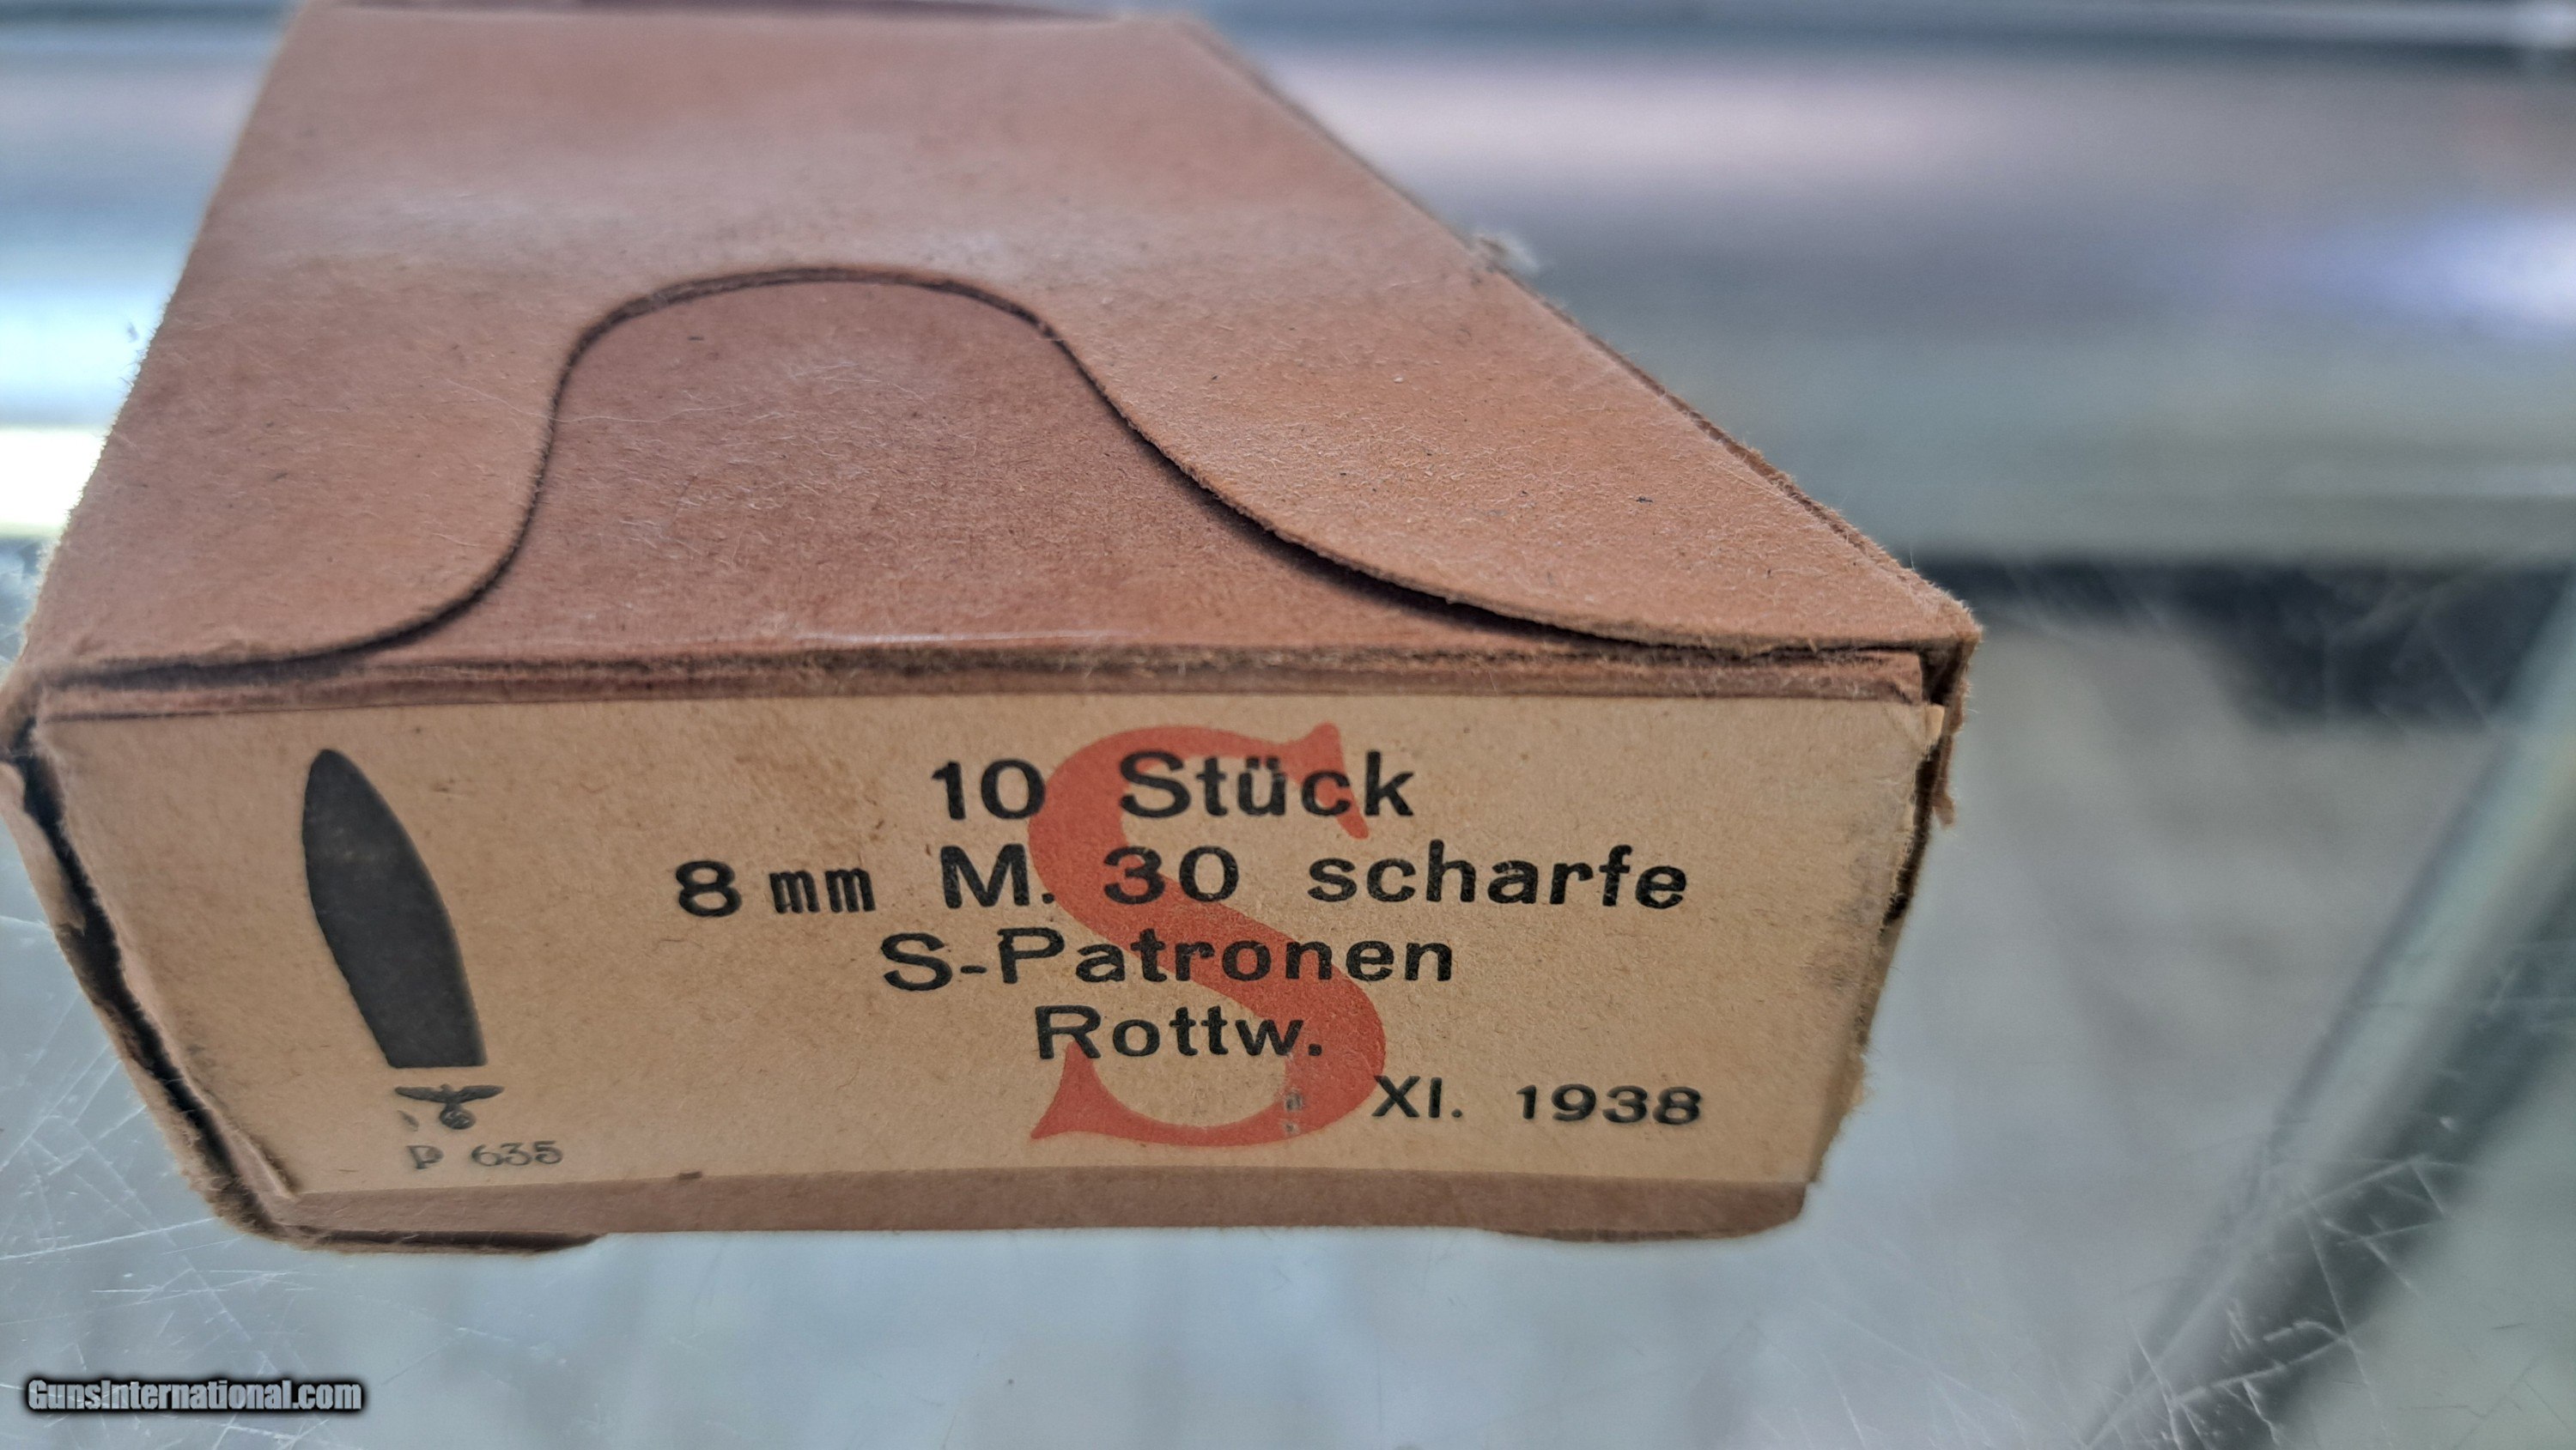 10 Stück
8 mm M. 30 scharfe
S-Patronen
Rottw.
XI. 1938
S
P 635
GunsInternational.com